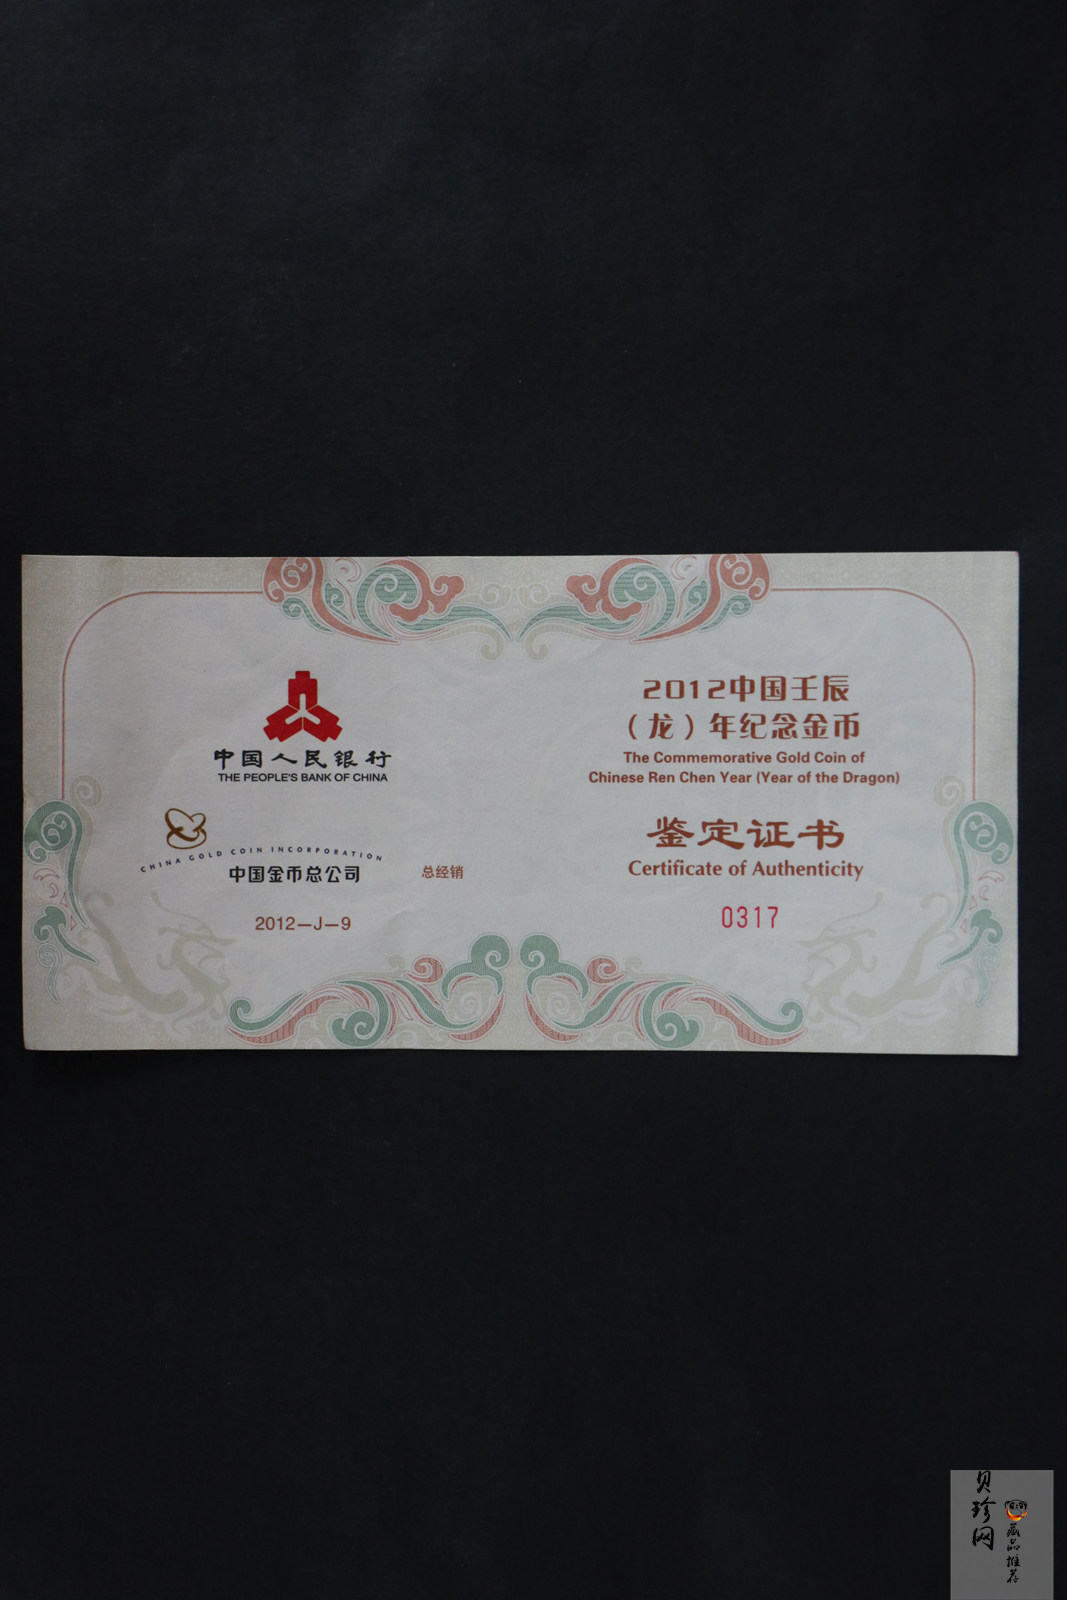 中国人民银行
THE PEOPLE'S BANK OF CHINA
CHINA GOLD COIN INCORPORATION
中国金币总公司
总经销
2012—J—9
2012中国壬辰
（龙）年纪念金币
The Commemorative Gold Coin of
Chinese Ren Chen Year (Year of the Dragon)
鉴定证书
Certificate of Authenticity
0317
贝珍网
藏品推荐